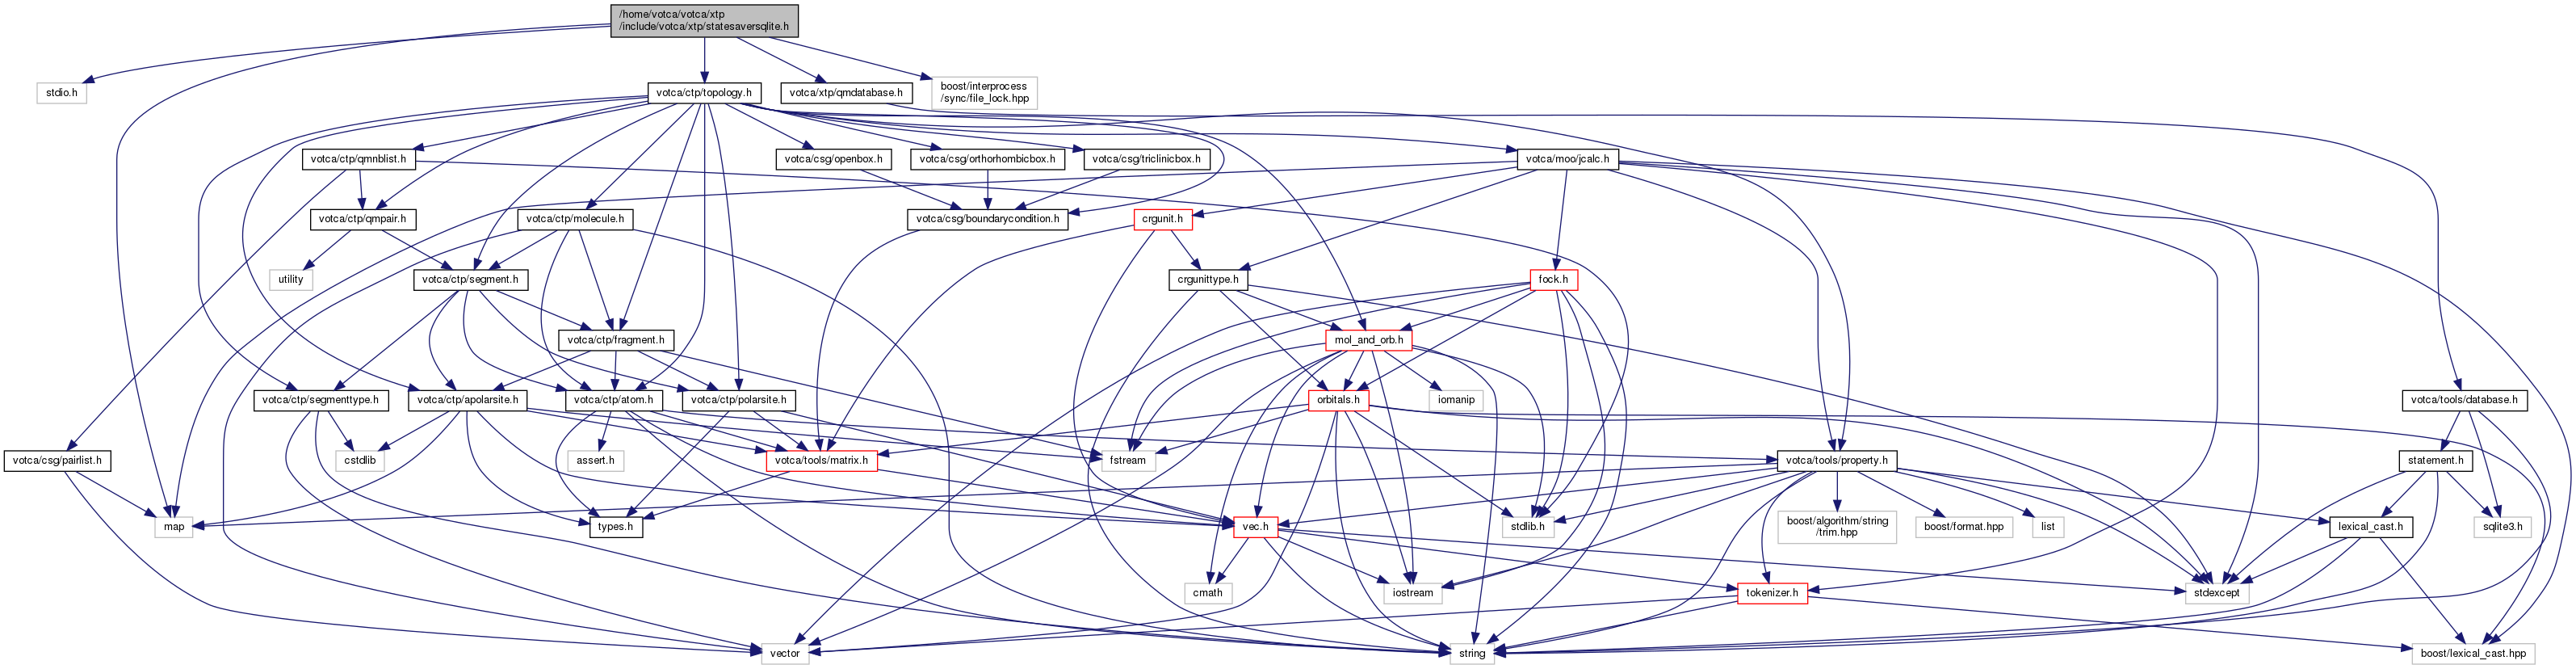 /home/votca/votca/xtp
/include/votca/xtp/statesaversqlite.h
stdio.h
votca/ctp/topology.h
votca/xtp/qmdatabase.h
boost/interprocess
/sync/file_lock.hpp
votca/ctp/qmnblist.h
votca/csg/openbox.h
votca/csg/orthorhombicbox.h
votca/csg/triclinicbox.h
votca/moo/jcalc.h
votca/ctp/qmpair.h
votca/ctp/molecule.h
votca/csg/boundarycondition.h
crgunit.h
utility
votca/ctp/segment.h
crgunittype.h
fock.h
votca/ctp/fragment.h
mol_and_orb.h
votca/ctp/segmenttype.h
votca/ctp/apolarsite.h
votca/ctp/atom.h
votca/ctp/polarsite.h
orbitals.h
iomanip
votca/tools/database.h
votca/csg/pairlist.h
cstdlib
assert.h
votca/tools/matrix.h
fstream
votca/tools/property.h
statement.h
map
types.h
vec.h
stdlib.h
boost/algorithm/string
/trim.hpp
boost/format.hpp
list
lexical_cast.h
sqlite3.h
cmath
iostream
tokenizer.h
stdexcept
vector
string
boost/lexical_cast.hpp